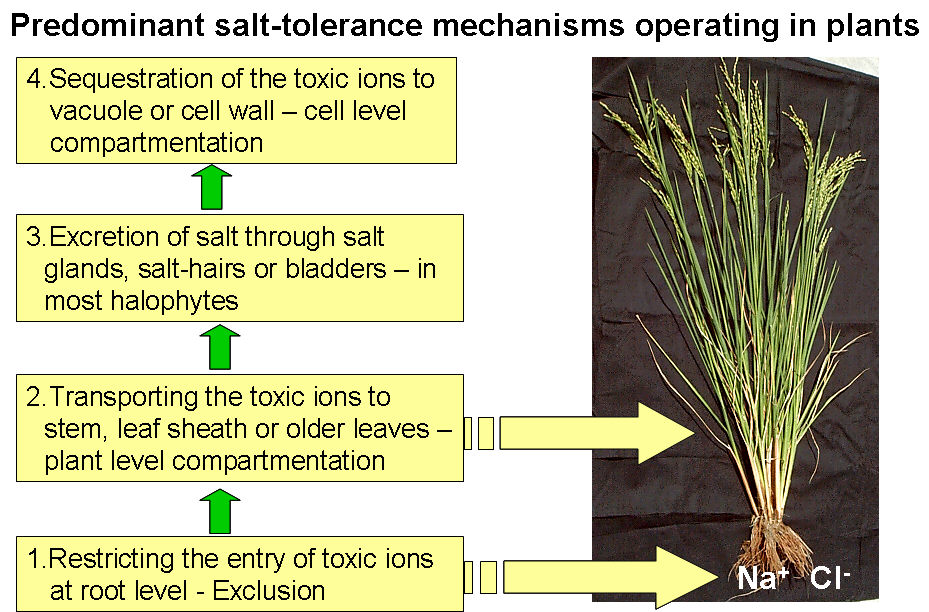 Predominant salt-tolerance mechanisms operating in plants
4.Sequestration of the toxic ions to
vacuole or cell wall – cell level
compartmentation
3.Excretion of salt through salt
glands, salt-hairs or bladders – in
most halophytes
2.Transporting the toxic ions to
stem, leaf sheath or older leaves –
plant level compartmentation
1.Restricting the entry of toxic ions
at root level - Exclusion
Na+ Cl-